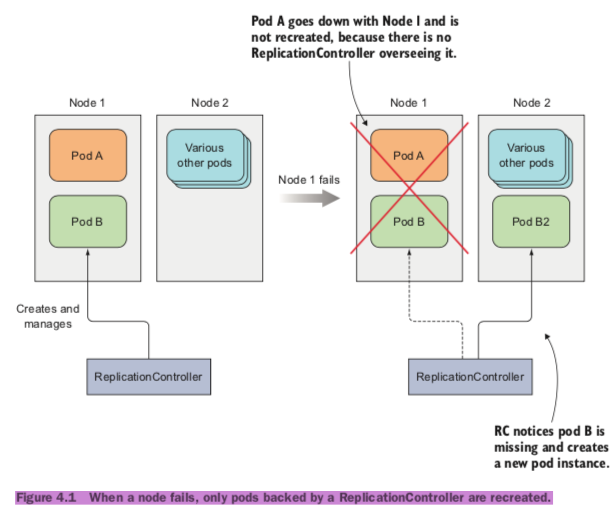 Pod A goes down with Node 1 and is
not recreated, because there is no
ReplicationController overseeing it.
Node 1
Node 2
Pod A
Various
other pods
Pod B
Node 1 fails
Node 1
Node 2
Pod A
Various
other pods
Pod B
Pod B2
Creates and
manages
ReplicationController
ReplicationController
RC notices pod B is
missing and creates
a new pod instance.
Figure 4.1 When a node fails, only pods backed by a ReplicationController are recreated.